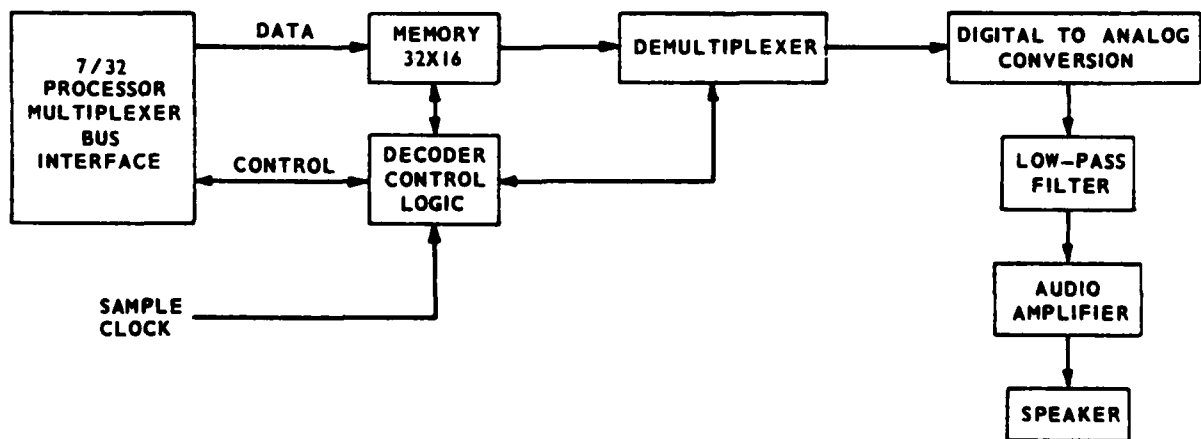 7/32
PROCESSOR
MULTIPLEXER
BUS
INTERFACE
DATA
CONTROL
MEMORY
32X16
DECODER
CONTROL
LOGIC
SAMPLE
CLOCK
DEMULTIPLEXER
DIGITAL TO ANALOG
CONVERSION
LOW-PASS
FILTER
AUDIO
AMPLIFIER
SPEAKER